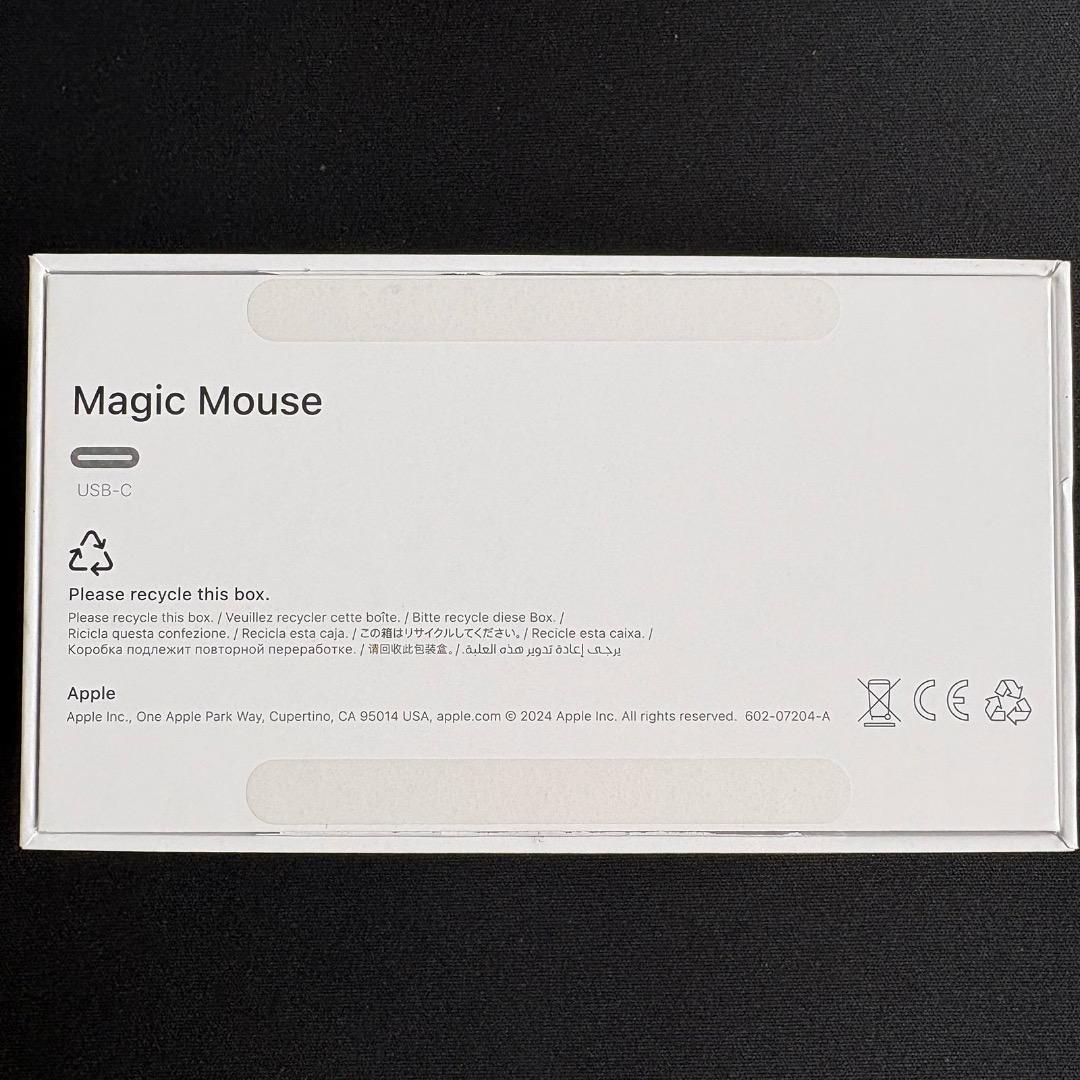 Magic Mouse
USB-C
Please recycle this box.
Please recycle this box. / Veuillez recycler cette boîte. / Bitte recycle diese Box. /
Ricicla questa confezione. / Recicla esta caja. / この箱はリサイクルしてください。/ Recicle esta caixa. /
Коробка подлежит повторной переработке. / 请回收此包装盒。/ يرجى إعادة تدوير هذه العلبة.
Apple
Apple Inc., One Apple Park Way, Cupertino, CA 95014 USA, apple.com © 2024 Apple Inc. All rights reserved. 602-07204-A
CE